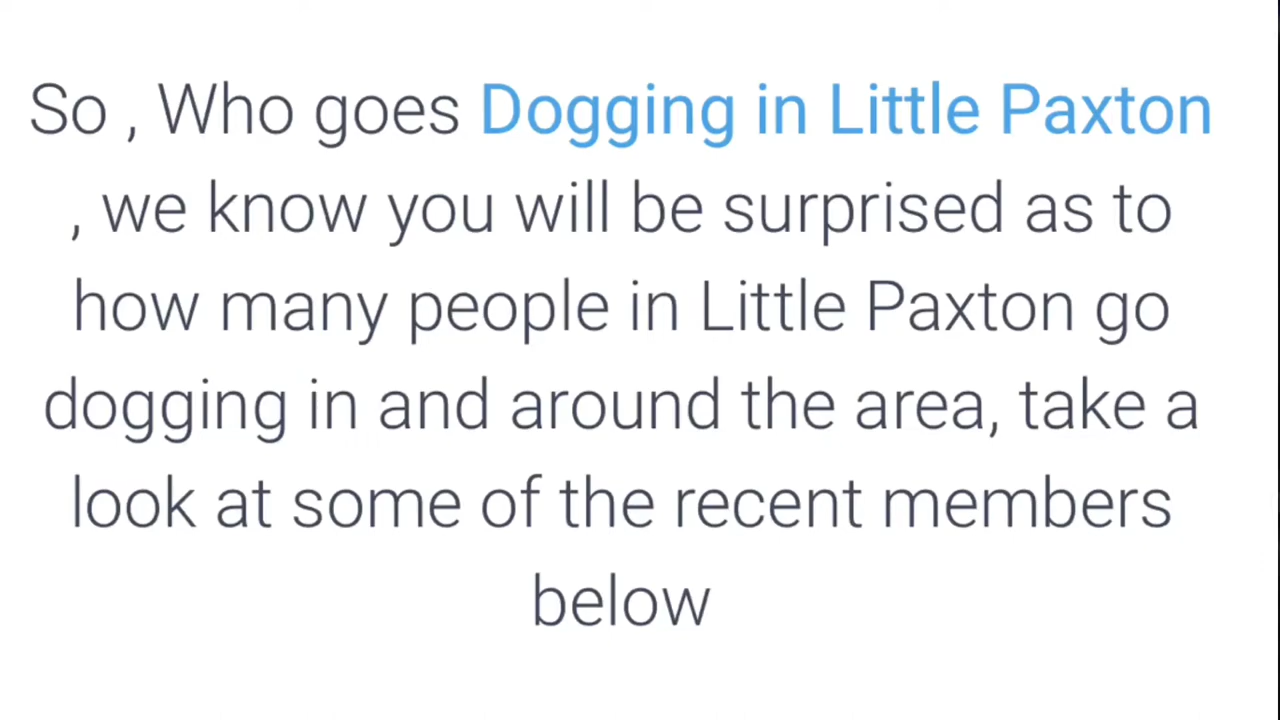 So , Who goes Dogging in Little Paxton
, we know you will be surprised as to
how many people in Little Paxton go
dogging in and around the area, take a
look at some of the recent members
below